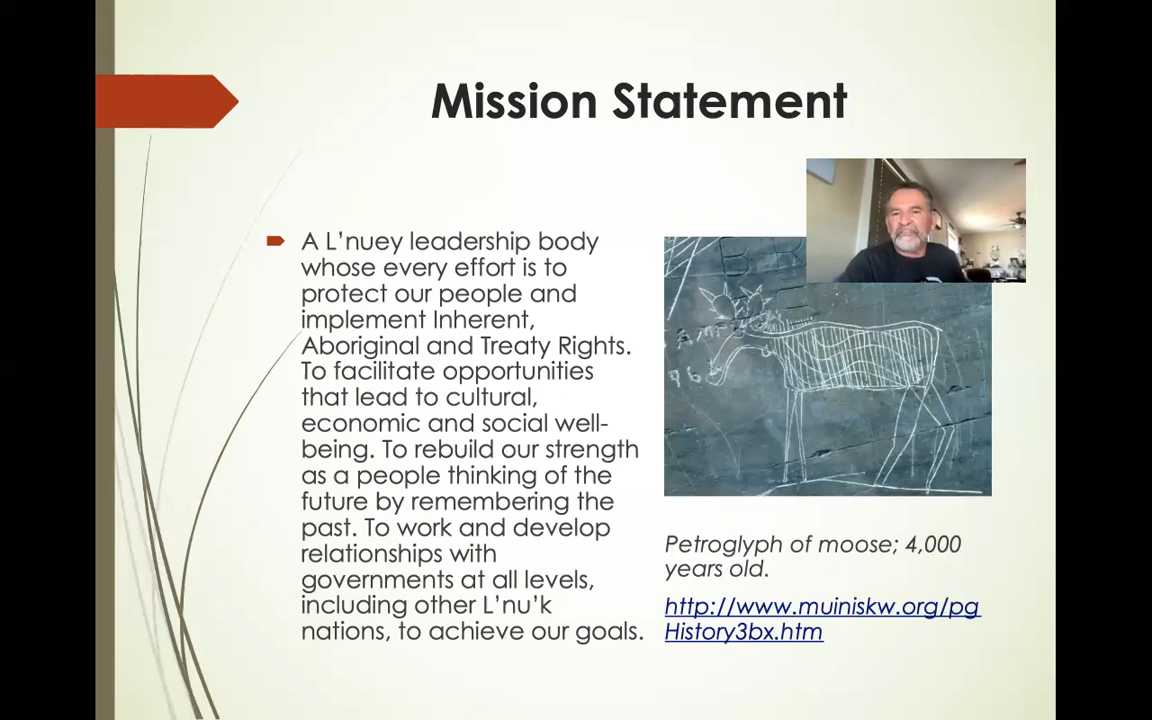 Mission Statement
A L'nuey leadership body
whose every effort is to
protect our people and
implement Inherent,
Aboriginal and Treaty Rights.
To facilitate opportunities
that lead to cultural,
economic and social well-
being. To rebuild our strength
as a people thinking of the
future by remembering the
past. To work and develop
relationships with
governments at all levels,
including other L'nu'k
nations, to achieve our goals.
Petroglyph of moose; 4,000
years old.
http://www.muiniskw.org/pg
History3bx.htm